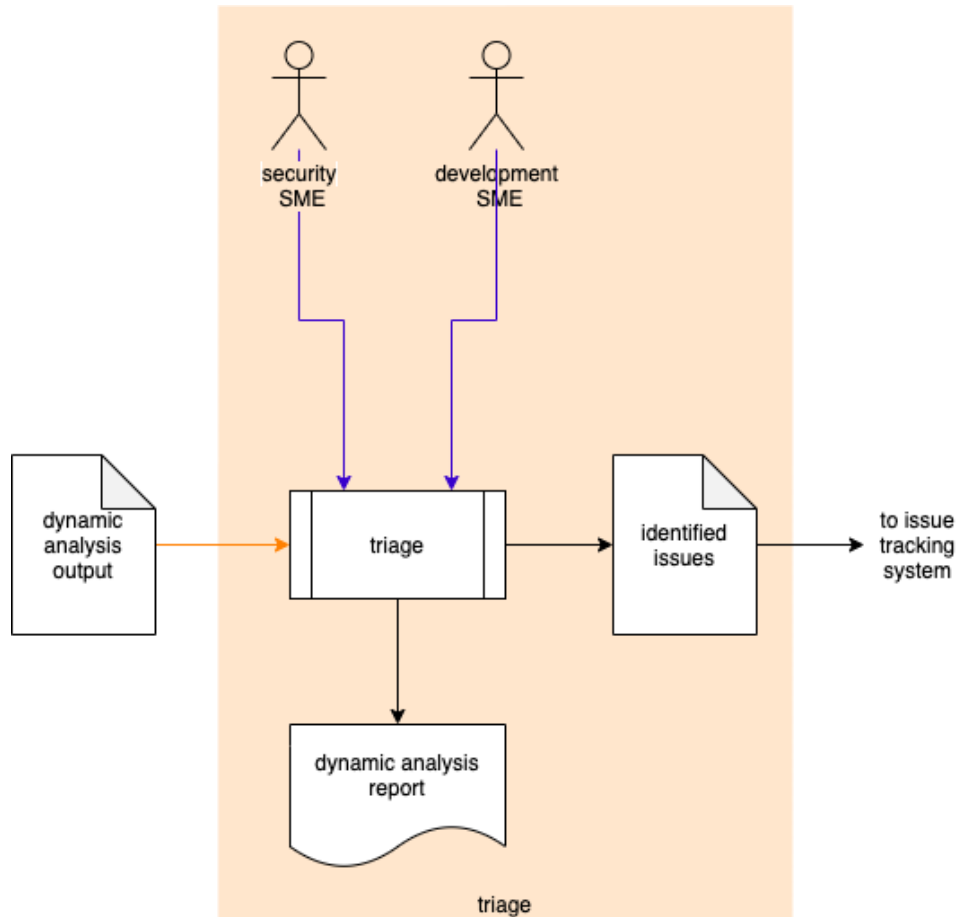 security
SME
development
SME
dynamic
analysis
output
triage
identified
issues
to issue
tracking
system
dynamic analysis
report
triage